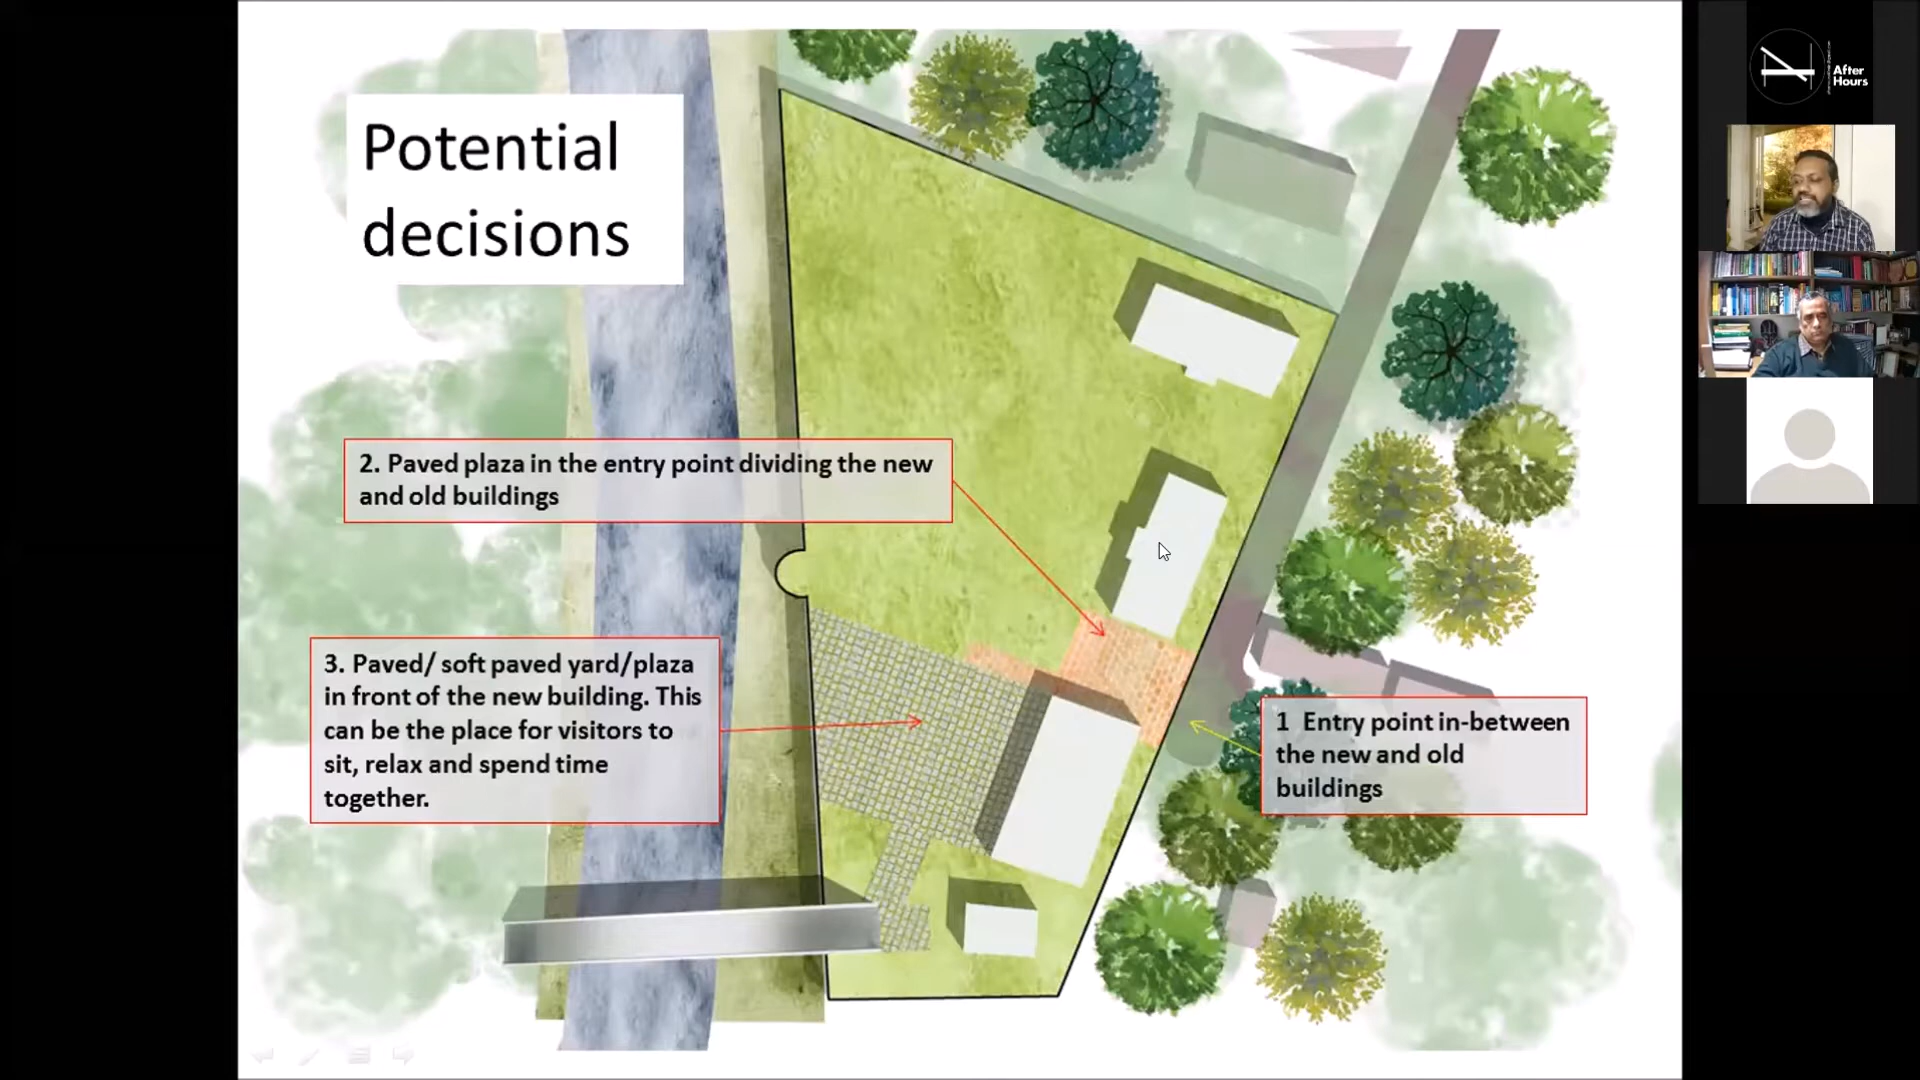 Potential
decisions
2. Paved plaza in the entry point dividing the new
and old buildings
3. Paved/ soft paved yard/plaza
in front of the new building. This
can be the place for visitors to
sit, relax and spend time
together.
1 Entry point in-between
the new and old
buildings
After
Hours